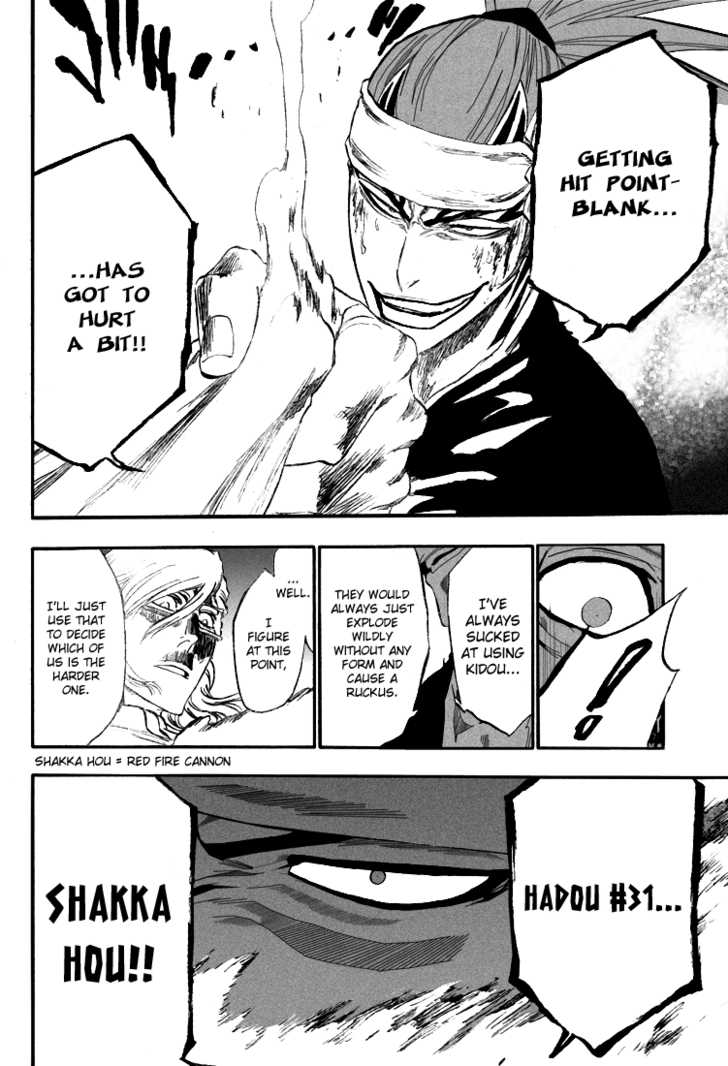 GETTING
HIT POINT-
BLANK...
...HAS
GOT TO
HURT
A BIT!!
I'VE
ALWAYS
SUCKED
AT USING
KIDOU...
THEY WOULD
ALWAYS JUST
EXPLODE
WILDLY
WITHOUT ANY
FORM AND
CAUSE A
RUCKUS.
...
WELL.
I
FIGURE
AT THIS
POINT,
I'LL JUST
USE THAT
TO DECIDE
WHICH OF
US IS THE
HARDER
ONE.
SHAKKA HOU = RED FIRE CANNON
HADOU #31...
SHAKKA
HOU!!